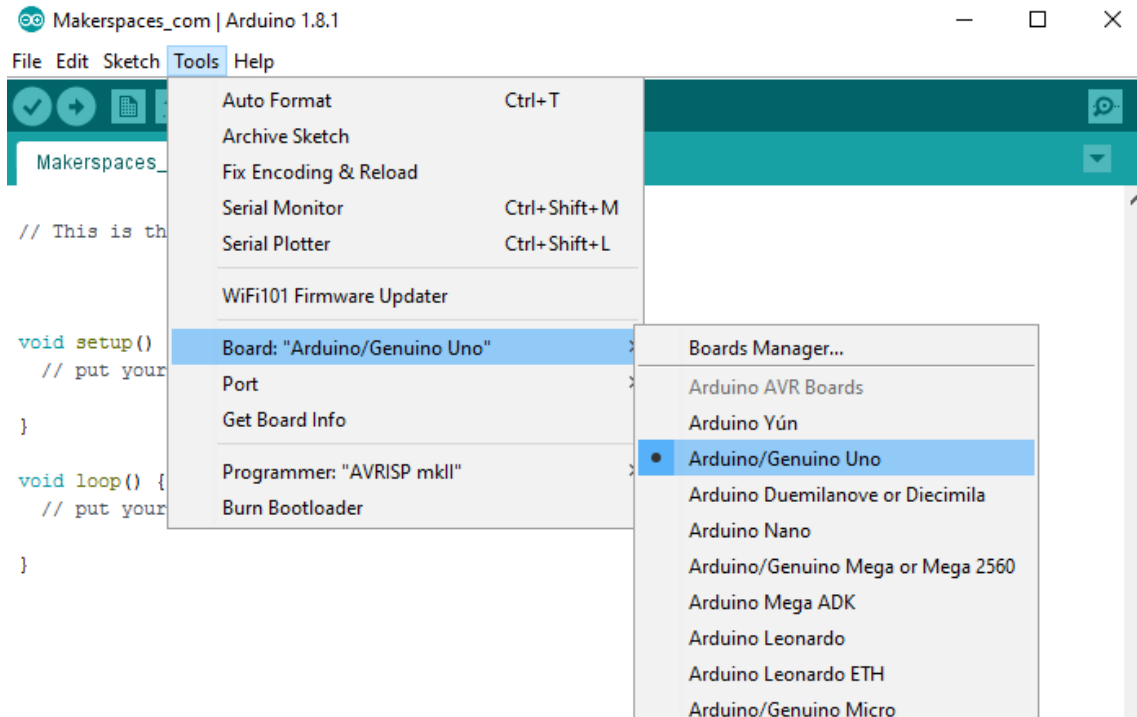 Makerspaces_com | Arduino 1.8.1
File Edit Sketch Tools Help
Makerspaces_
// This is th
void setup()
// put your
}
void loop() {
// put your
}
Auto Format Ctrl+T
Archive Sketch
Fix Encoding & Reload
Serial Monitor Ctrl+Shift+M
Serial Plotter Ctrl+Shift+L
WiFi101 Firmware Updater
Board: "Arduino/Genuino Uno"
Port
Get Board Info
Programmer: "AVRISP mkII"
Burn Bootloader
Boards Manager...
Arduino AVR Boards
Arduino Yún
Arduino/Genuino Uno
Arduino Duemilanove or Diecimila
Arduino Nano
Arduino/Genuino Mega or Mega 2560
Arduino Mega ADK
Arduino Leonardo
Arduino Leonardo ETH
Arduino/Genuino Micro